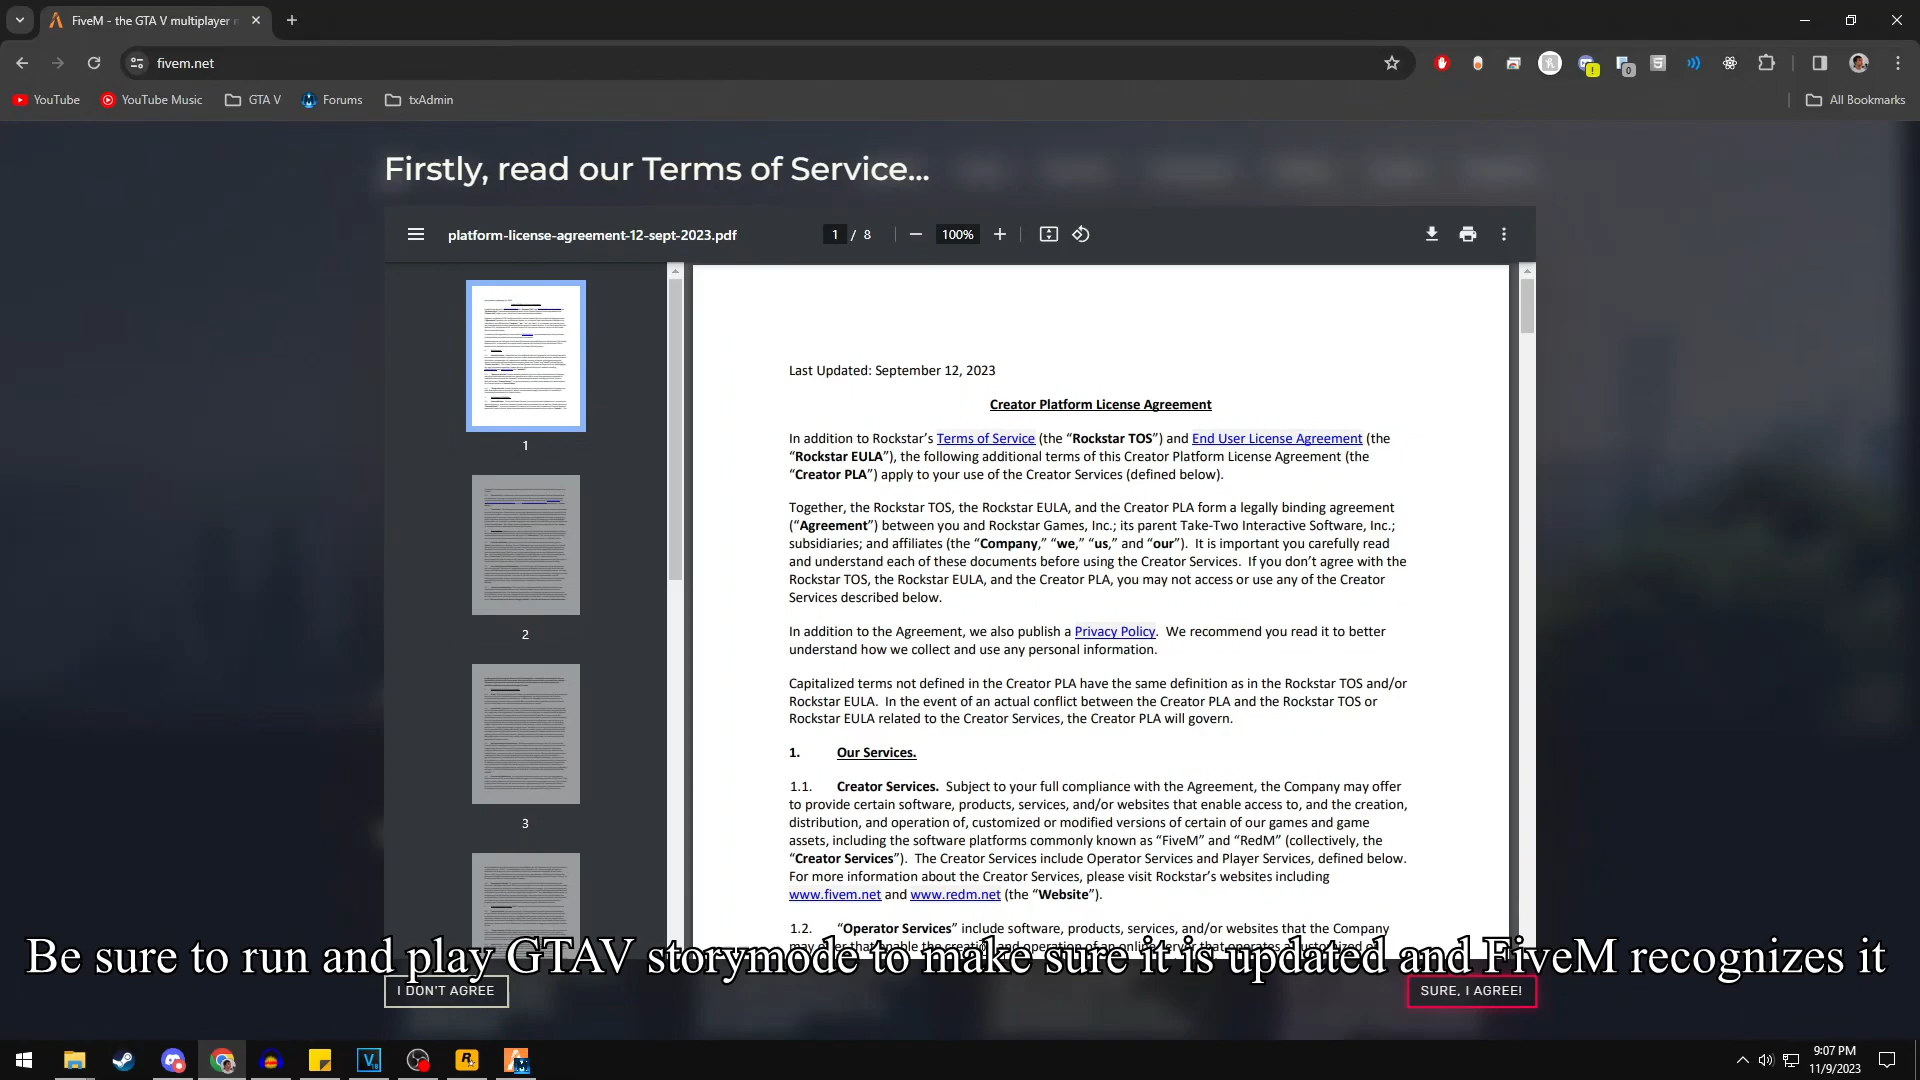 FiveM - the GTA V multiplayer
fivem.net
YouTube
YouTube Music
GTA V
Forums
txAdmin
All Bookmarks
Firstly, read our Terms of Service...
platform-license-agreement-12-sept-2023.pdf
1 / 8
100%
1
2
3
Last Updated: September 12, 2023
Creator Platform License Agreement
In addition to Rockstar’s Terms of Service (the “Rockstar TOS”) and End User License Agreement (the
“Rockstar EULA”), the following additional terms of this Creator Platform License Agreement (the
“Creator PLA”) apply to your use of the Creator Services (defined below).
Together, the Rockstar TOS, the Rockstar EULA, and the Creator PLA form a legally binding agreement
(“Agreement”) between you and Rockstar Games, Inc.; its parent Take-Two Interactive Software, Inc.;
subsidiaries; and affiliates (the “Company,” “we,” “us,” and “our”). It is important you carefully read
and understand each of these documents before using the Creator Services. If you don’t agree with the
Rockstar TOS, the Rockstar EULA, and the Creator PLA, you may not access or use any of the Creator
Services described below.
In addition to the Agreement, we also publish a Privacy Policy. We recommend you read it to better
understand how we collect and use any personal information.
Capitalized terms not defined in the Creator PLA have the same definition as in the Rockstar TOS and/or
Rockstar EULA. In the event of an actual conflict between the Creator PLA and the Rockstar TOS or
Rockstar EULA related to the Creator Services, the Creator PLA will govern.
1. Our Services.
1.1. Creator Services. Subject to your full compliance with the Agreement, the Company may offer
to provide certain software, products, services, and/or websites that enable access to, and the creation,
distribution, and operation of, customized or modified versions of certain of our games and game
assets, including the software platforms commonly known as “FiveM” and “RedM” (collectively, the
“Creator Services”). The Creator Services include Operator Services and Player Services, defined below.
For more information about the Creator Services, please visit Rockstar’s websites including
www.fivem.net and www.redm.net (the “Website”).
1.2. “Operator Services” include software, products, services, and/or websites that the Company
Be sure to run and play GTAV storymode to make sure it is updated and FiveM recognizes it
I DON'T AGREE
SURE, I AGREE!
9:07 PM
11/9/2023